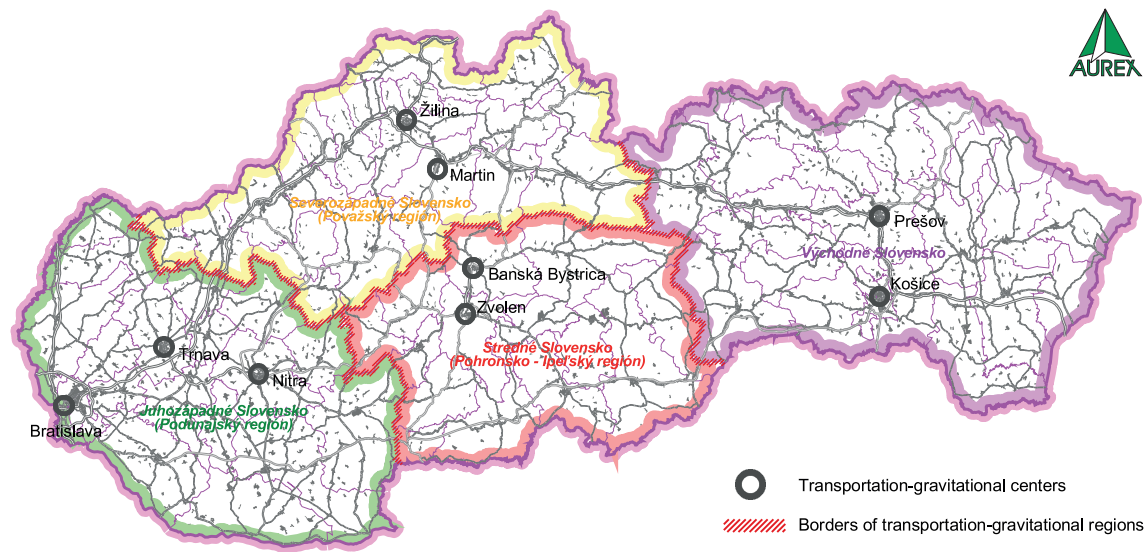 AUREX
Žilina
Martin
Severozápadné Slovensko
(Považský región)
Prešov
Východné Slovensko
Košice
Banská Bystrica
Zvolen
Stredné Slovensko
(Pohronsko - Ipeľský región)
Trnava
Nitra
Juhozápadné Slovensko
(Podunajský región)
Bratislava
Transportation-gravitational centers
Borders of transportation-gravitational regions